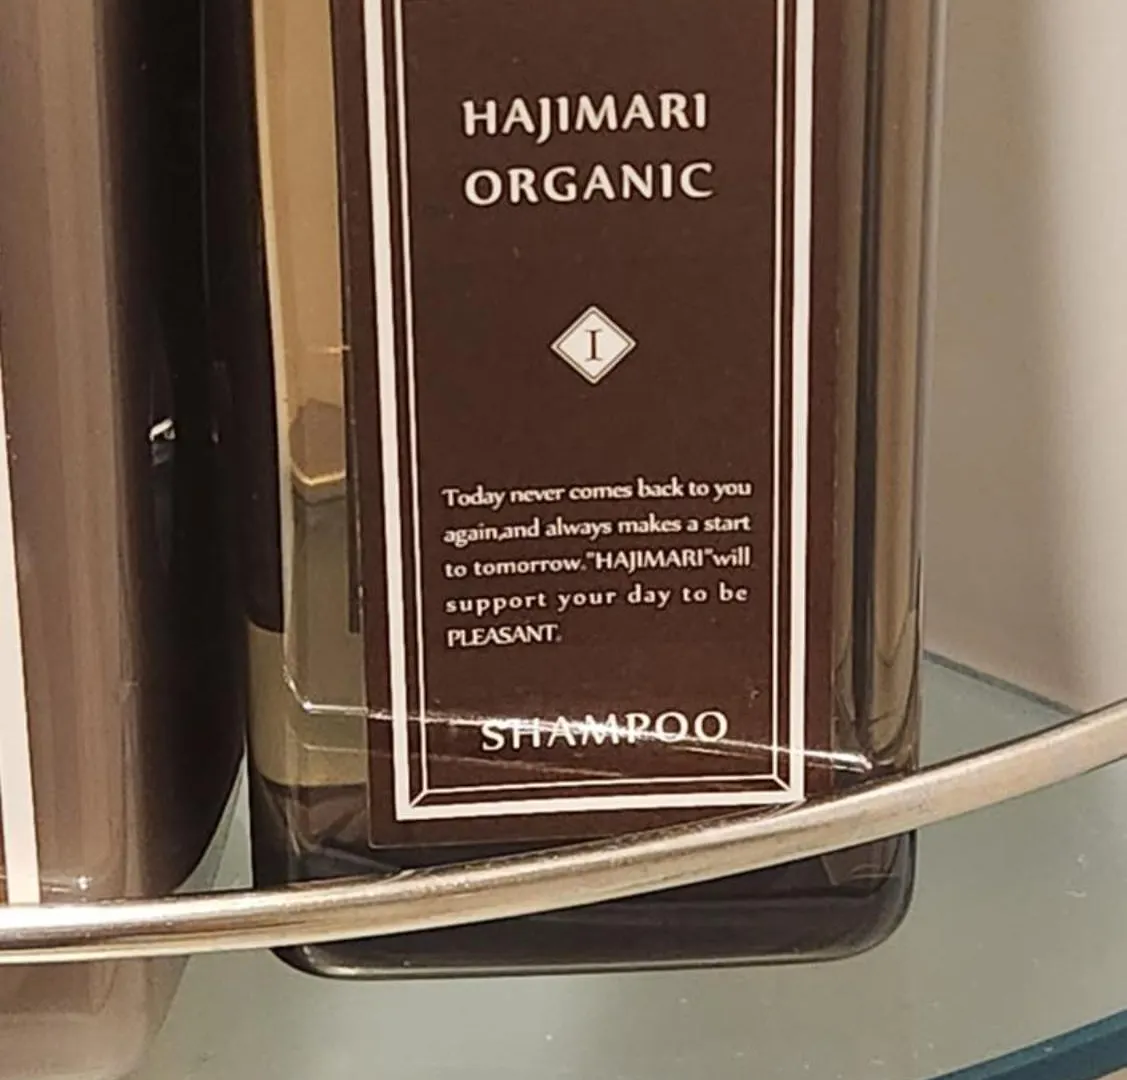 HAJIMARI
ORGANIC
I
Today never comes back to you
again,and always makes a start
to tomorrow."HAJIMARI"will
support your day to be
PLEASANT.
SHAMPOO